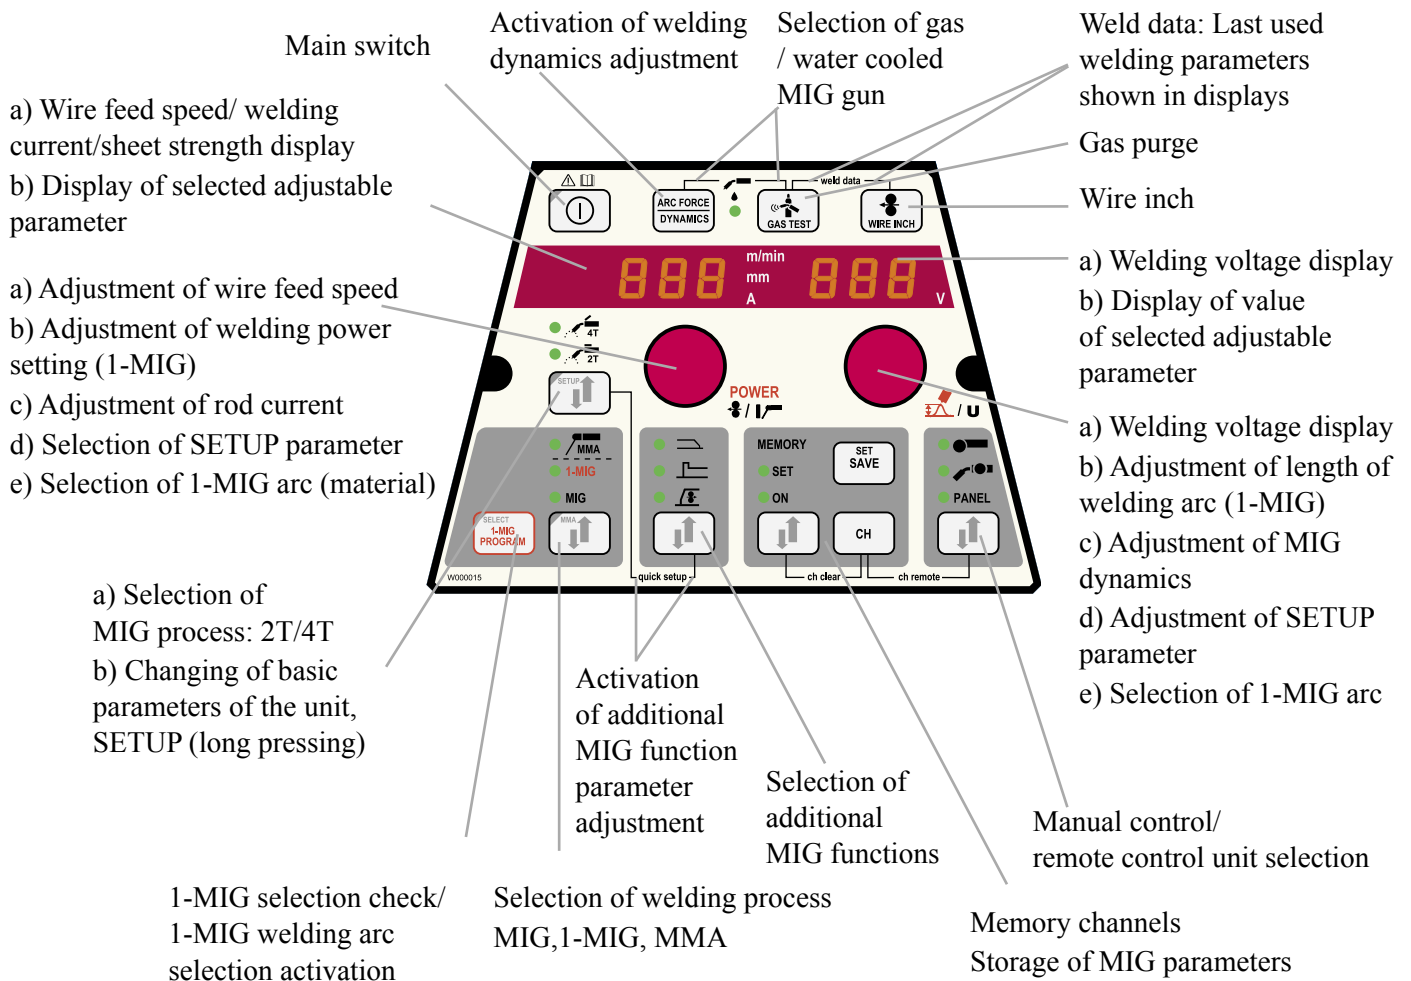 Main switch
Activation of welding
dynamics adjustment
Selection of gas
/ water cooled
MIG gun
Weld data: Last used
welding parameters
shown in displays
a) Wire feed speed/ welding
current/sheet strength display
b) Display of selected adjustable
parameter
Gas purge
Wire inch
ARC FORCE
DYNAMICS
GAS TEST
weld data
WIRE INCH
888
m/min
mm
A
888
V
a) Adjustment of wire feed speed
b) Adjustment of welding power
setting (1-MIG)
c) Adjustment of rod current
d) Selection of SETUP parameter
e) Selection of 1-MIG arc (material)
a) Welding voltage display
b) Display of value
of selected adjustable
parameter
4T
2T
SETUP
POWER
/
/ U
MMA
1-MIG
MIG
SELECT
1-MIG
PROGRAM
MMA
MEMORY
SET
ON
SET
SAVE
CH
PANEL
W000015
quick setup
ch clear
ch remote
a) Welding voltage display
b) Adjustment of length of
welding arc (1-MIG)
c) Adjustment of MIG
dynamics
d) Adjustment of SETUP
parameter
e) Selection of 1-MIG arc
a) Selection of
MIG process: 2T/4T
b) Changing of basic
parameters of the unit,
SETUP (long pressing)
Activation
of additional
MIG function
parameter
adjustment
Selection of
additional
MIG functions
Manual control/
remote control unit selection
1-MIG selection check/
1-MIG welding arc
selection activation
Selection of welding process
MIG,1-MIG, MMA
Memory channels
Storage of MIG parameters